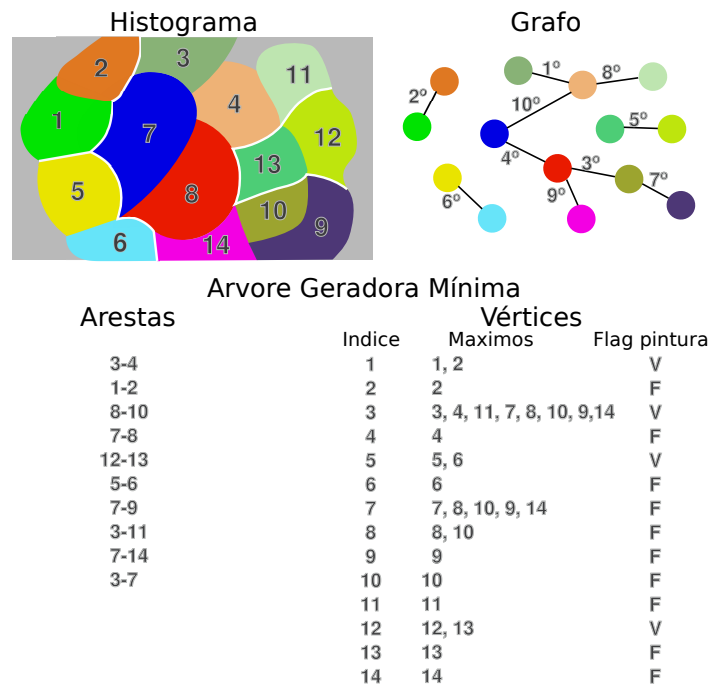 Histograma
Grafo
2
3
1
7
4
11
12
5
8
13
6
14
10
9
1º
8º
2º
10º
5º
4º
3º
6º
9º
7º
Arvore Geradora Mínima
Arestas
Vértices
Indice Maximos Flag pintura
3-4 1 1, 2 V
1-2 2 2 F
8-10 3 3, 4, 11, 7, 8, 10, 9,14 V
7-8 4 4 F
12-13 5 5, 6 V
5-6 6 6 F
7-9 7 7, 8, 10, 9, 14 F
3-11 8 8, 10 F
7-14 9 9 F
3-7 10 10 F
11 11 F
12 12, 13 V
13 13 F
14 14 F